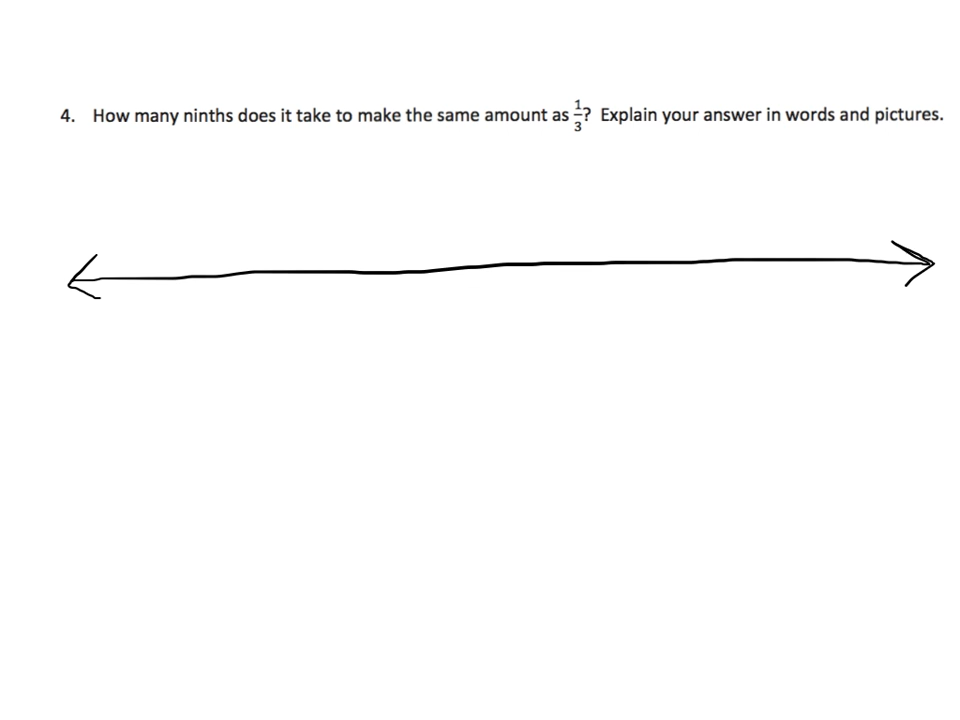 4. How many ninths does it take to make the same amount as 1/3? Explain your answer in words and pictures.